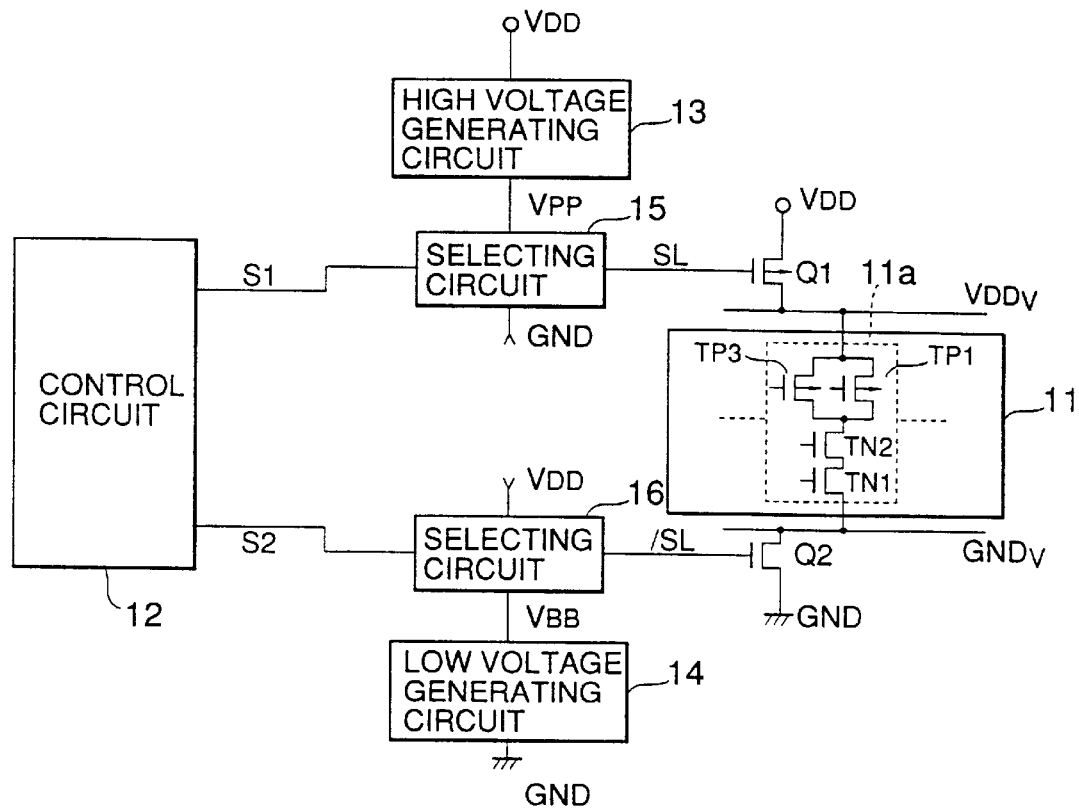 VDD
HIGH VOLTAGE
GENERATING
CIRCUIT
13
VPP
15
VDD
SELECTING
CIRCUIT
S1
SL
Q1
11a
VDDV
GND
TP3
TP1
CONTROL
CIRCUIT
11
TN2
TN1
VDD
16
S2
SELECTING
CIRCUIT
/SL
Q2
GNDV
12
VBB
GND
LOW VOLTAGE
GENERATING
CIRCUIT
14
GND